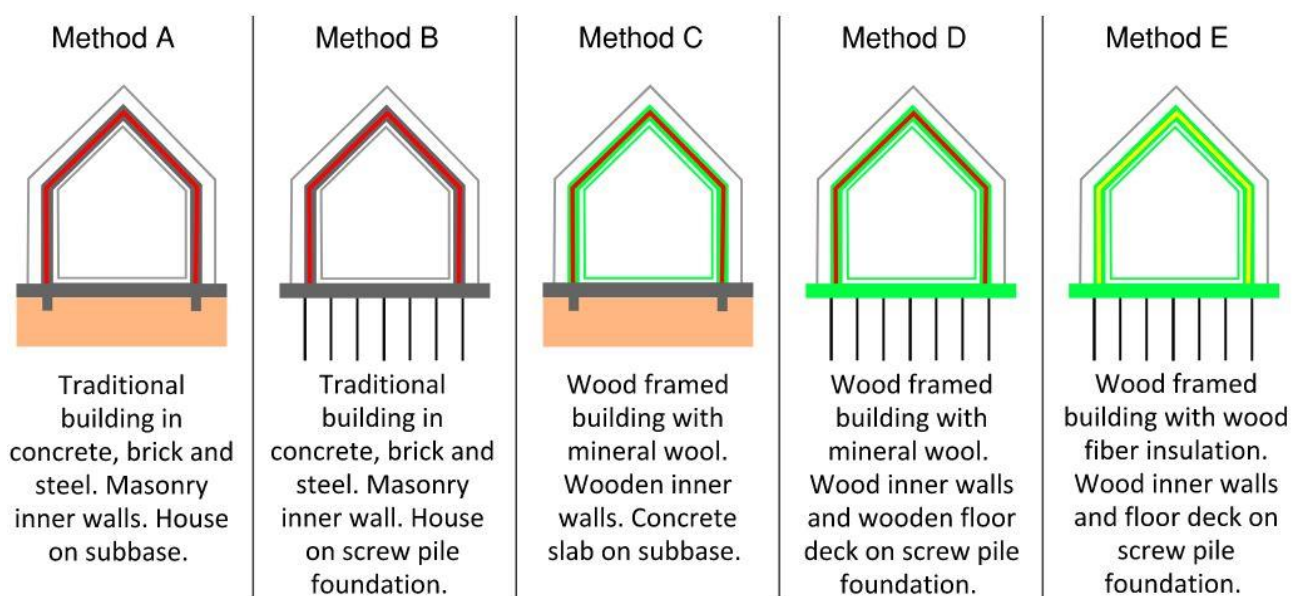 Method A
Traditional
building in
concrete, brick and
steel. Masonry
inner walls. House
on subbase.
Method B
Traditional
building in
concrete, brick and
steel. Masonry
inner wall. House
on screw pile
foundation.
Method C
Wood framed
building with
mineral wool.
Wooden inner
walls. Concrete
slab on subbase.
Method D
Wood framed
building with
mineral wool.
Wood inner walls
and wooden floor
deck on screw pile
foundation.
Method E
Wood framed
building with wood
fiber insulation.
Wood inner walls
and floor deck on
screw pile
foundation.